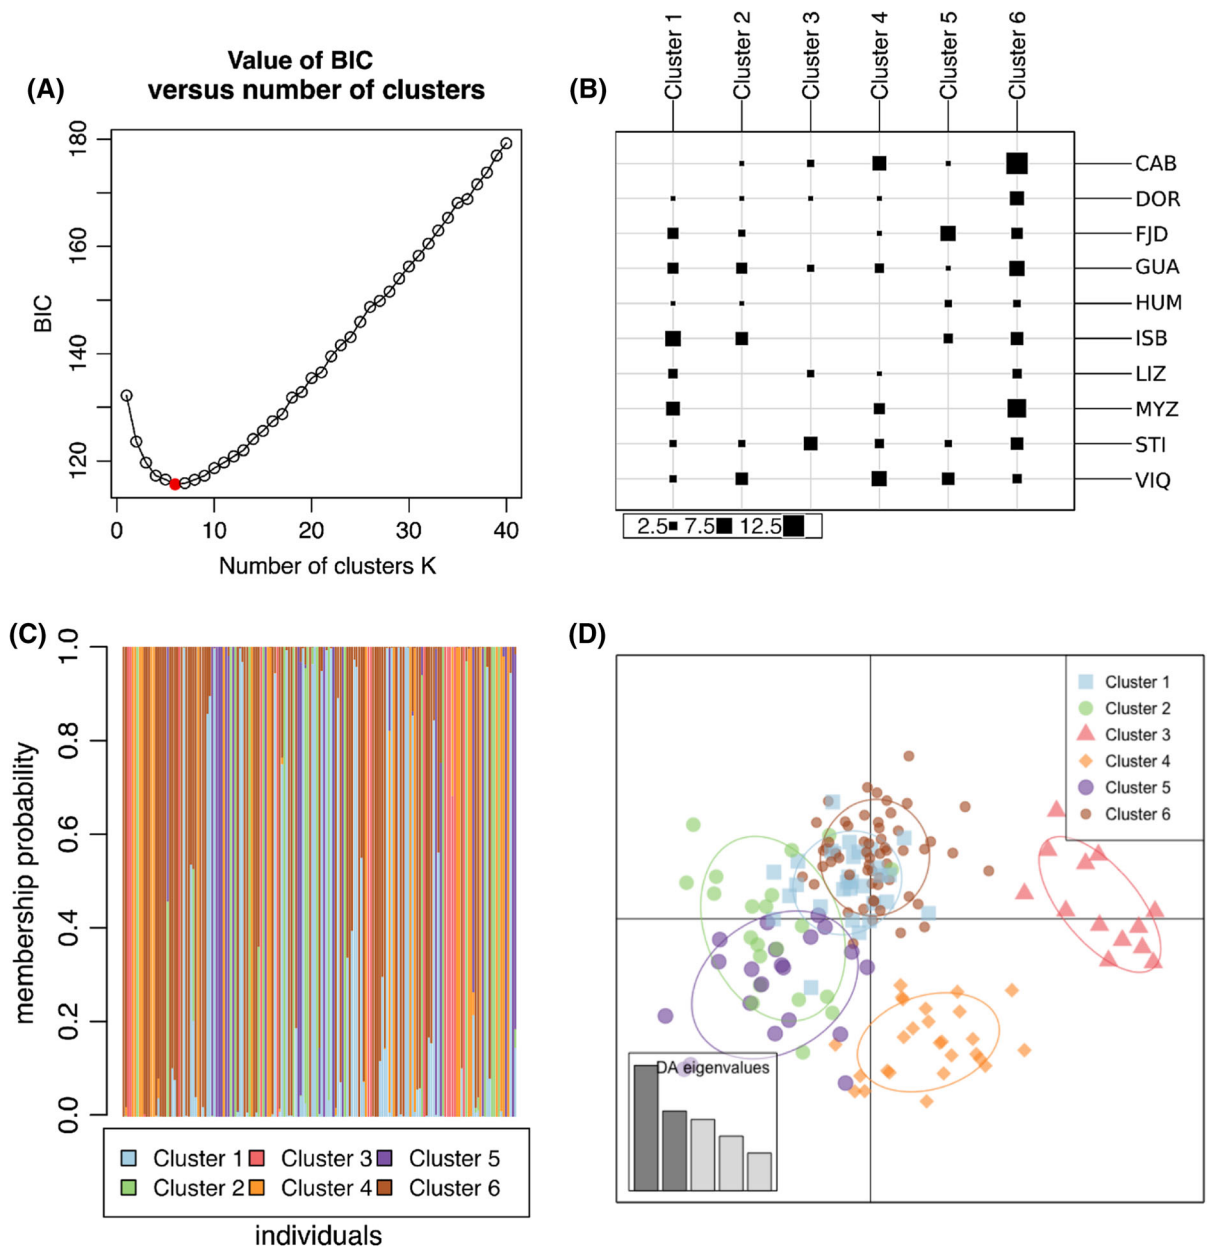 (A)
Value of BIC
versus number of clusters
BIC
120 140 160 180
0 10 20 30 40
Number of clusters K
(B)
Cluster 1 Cluster 2 Cluster 3 Cluster 4 Cluster 5 Cluster 6
CAB
DOR
FJD
GUA
HUM
ISB
LIZ
MYZ
STI
VIQ
2.5 7.5 12.5
(C)
membership probability
0.0 0.2 0.4 0.6 0.8 1.0
Cluster 1 Cluster 3 Cluster 5
Cluster 2 Cluster 4 Cluster 6
individuals
(D)
Cluster 1
Cluster 2
Cluster 3
Cluster 4
Cluster 5
Cluster 6
DA eigenvalues